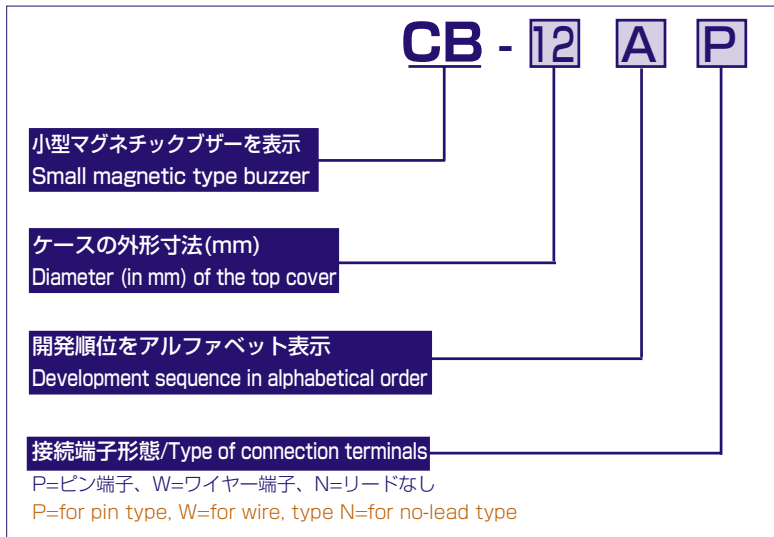 CB - 12 A P
小型マグネチックブザーを表示
Small magnetic type buzzer
ケースの外形寸法(mm)
Diameter (in mm) of the top cover
開発順位をアルファベット表示
Development sequence in alphabetical order
接続端子形態/Type of connection terminals
P=ピン端子、W=ワイヤー端子、N=リードなし
P=for pin type, W=for wire, type N=for no-lead type